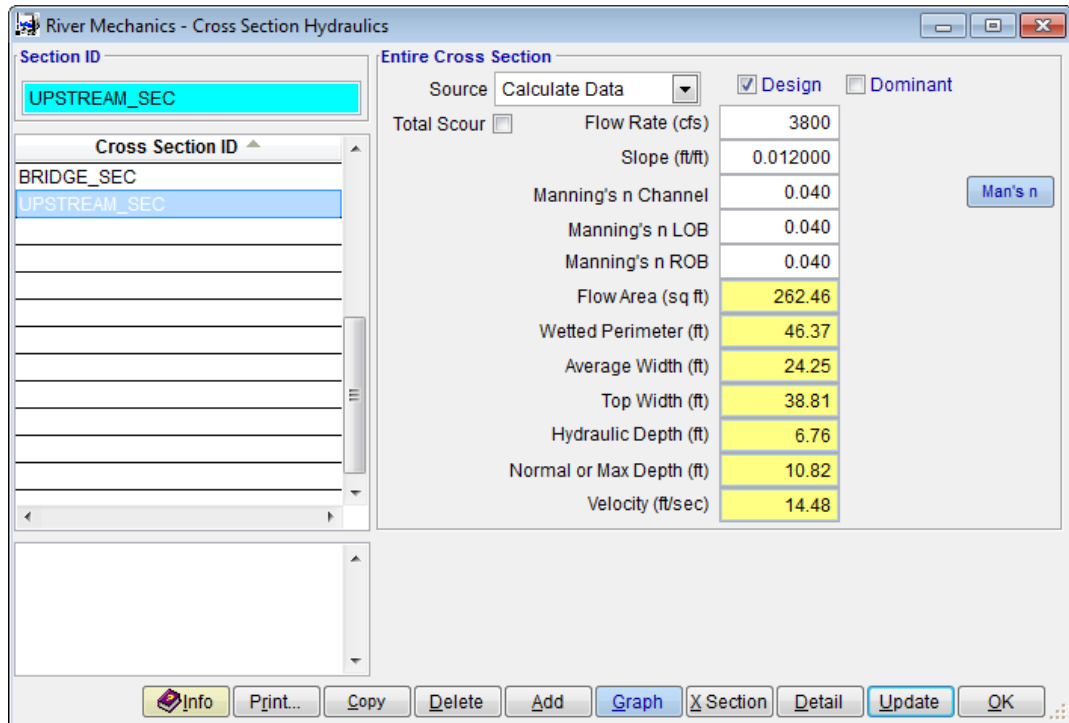 River Mechanics - Cross Section Hydraulics
Section ID
UPSTREAM_SEC
Cross Section ID
BRIDGE_SEC
UPSTREAM_SEC
Entire Cross Section
Source Calculate Data Design Dominant
Total Scour Flow Rate (cfs) 3800
Slope (ft/ft) 0.012000
Manning's n Channel 0.040 Man's n
Manning's n LOB 0.040
Manning's n ROB 0.040
Flow Area (sq ft) 262.46
Wetted Perimeter (ft) 46.37
Average Width (ft) 24.25
Top Width (ft) 38.81
Hydraulic Depth (ft) 6.76
Normal or Max Depth (ft) 10.82
Velocity (ft/sec) 14.48
Info Print... Copy Delete Add Graph X Section Detail Update OK